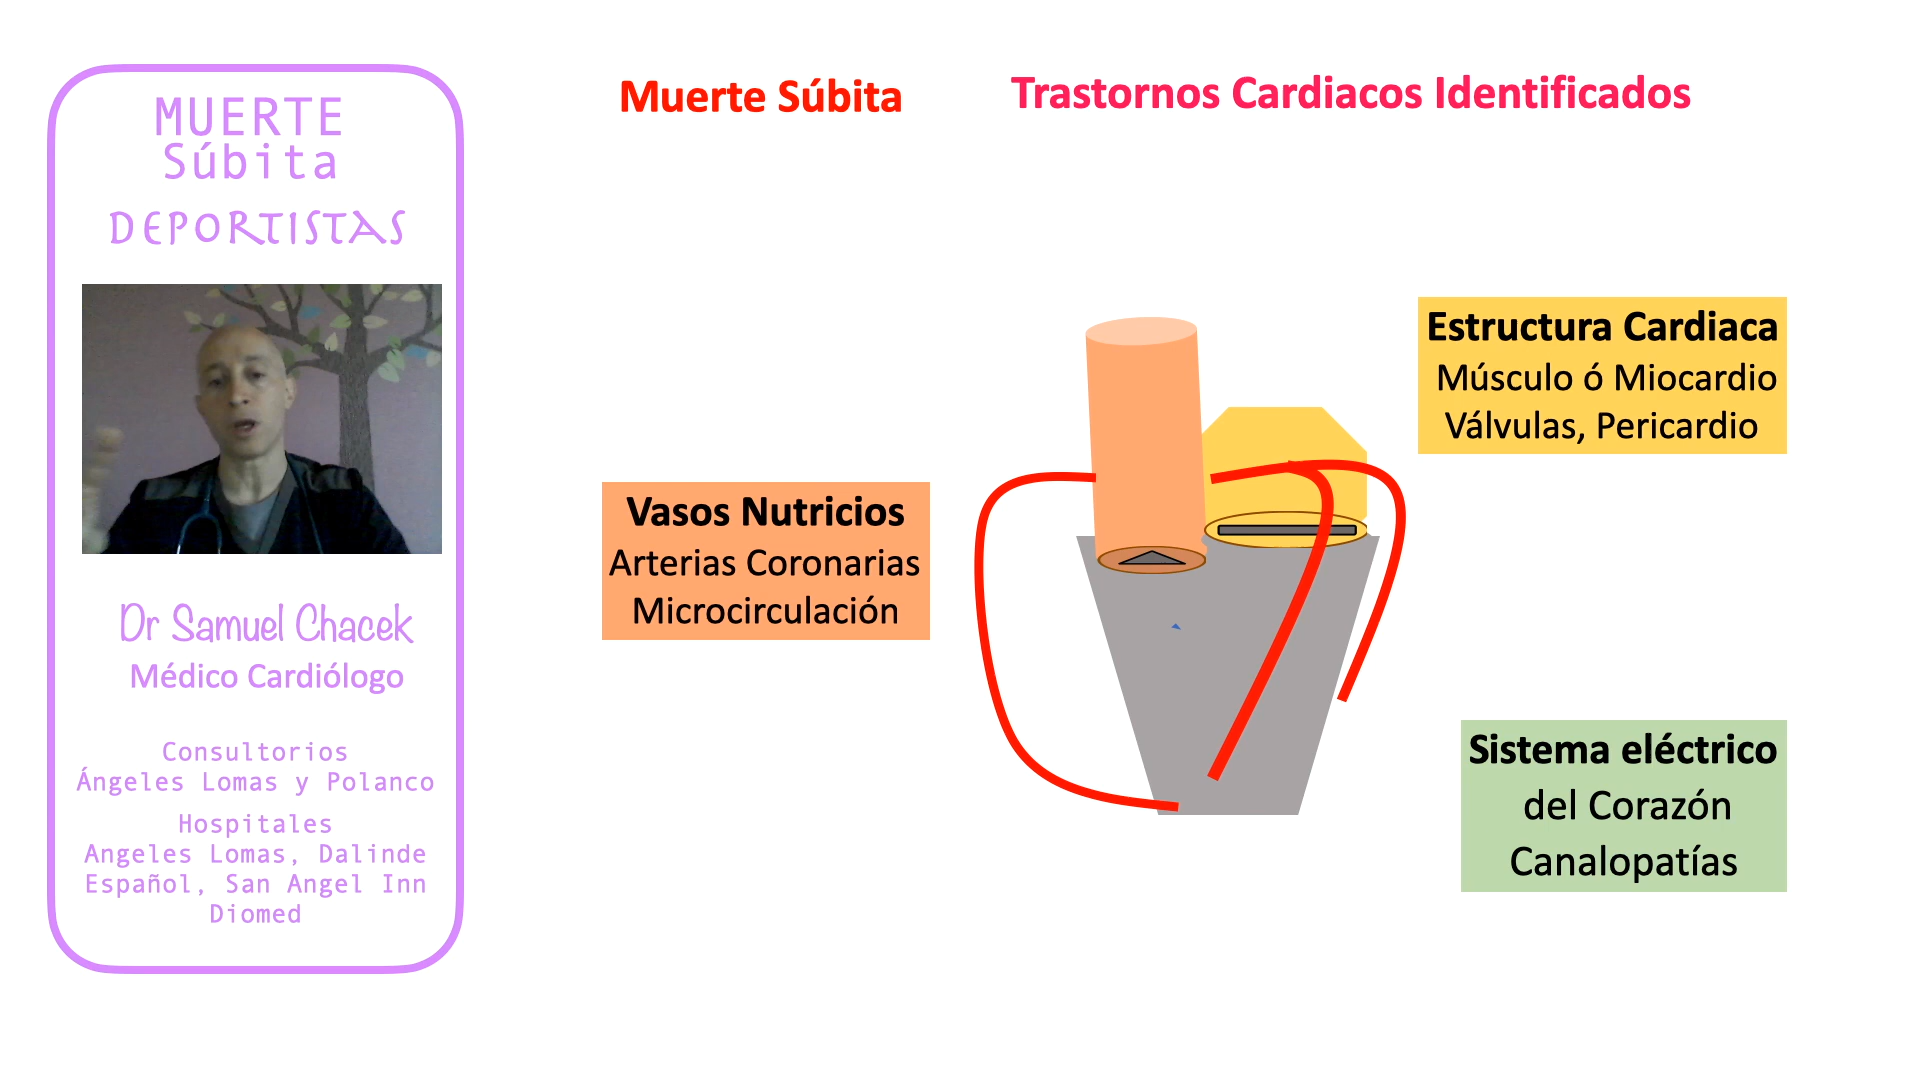 MUERTE
Súbita
DEPORTISTAS
Dr Samuel Chacek
Médico Cardiólogo
Consultorios
Ángeles Lomas y Polanco
Hospitales
Angeles Lomas, Dalinde
Español, San Angel Inn
Diomed
Muerte Súbita
Trastornos Cardiacos Identificados
Vasos Nutricios
Arterias Coronarias
Microcirculación
Estructura Cardiaca
Músculo ó Miocardio
Válvulas, Pericardio
Sistema eléctrico
del Corazón
Canalopatías